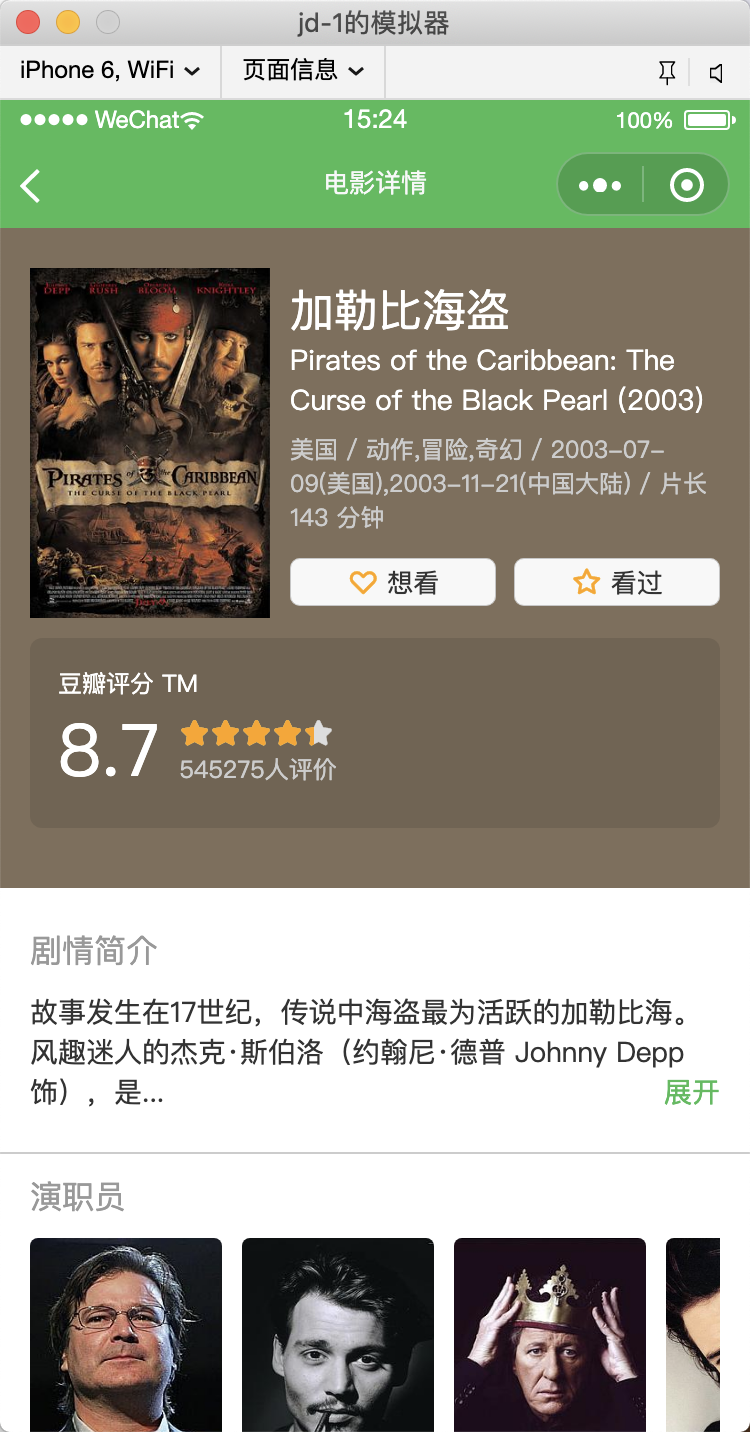 jd-1的模拟器
iPhone 6, WiFi
页面信息
WeChat
15:24
100%
电影详情
DEPP RUSH BLOOM KNIGHTLEY
PIRATES of the CARIBBEAN
THE CURSE OF THE BLACK PEARL
加勒比海盗
Pirates of the Caribbean: The
Curse of the Black Pearl (2003)
美国 / 动作,冒险,奇幻 / 2003-07-
09(美国),2003-11-21(中国大陆) / 片长
143 分钟
想看
看过
豆瓣评分 TM
8.7
545275人评价
剧情简介
故事发生在17世纪，传说中海盗最为活跃的加勒比海。
风趣迷人的杰克·斯伯洛（约翰尼·德普 Johnny Depp
饰），是...
展开
演职员